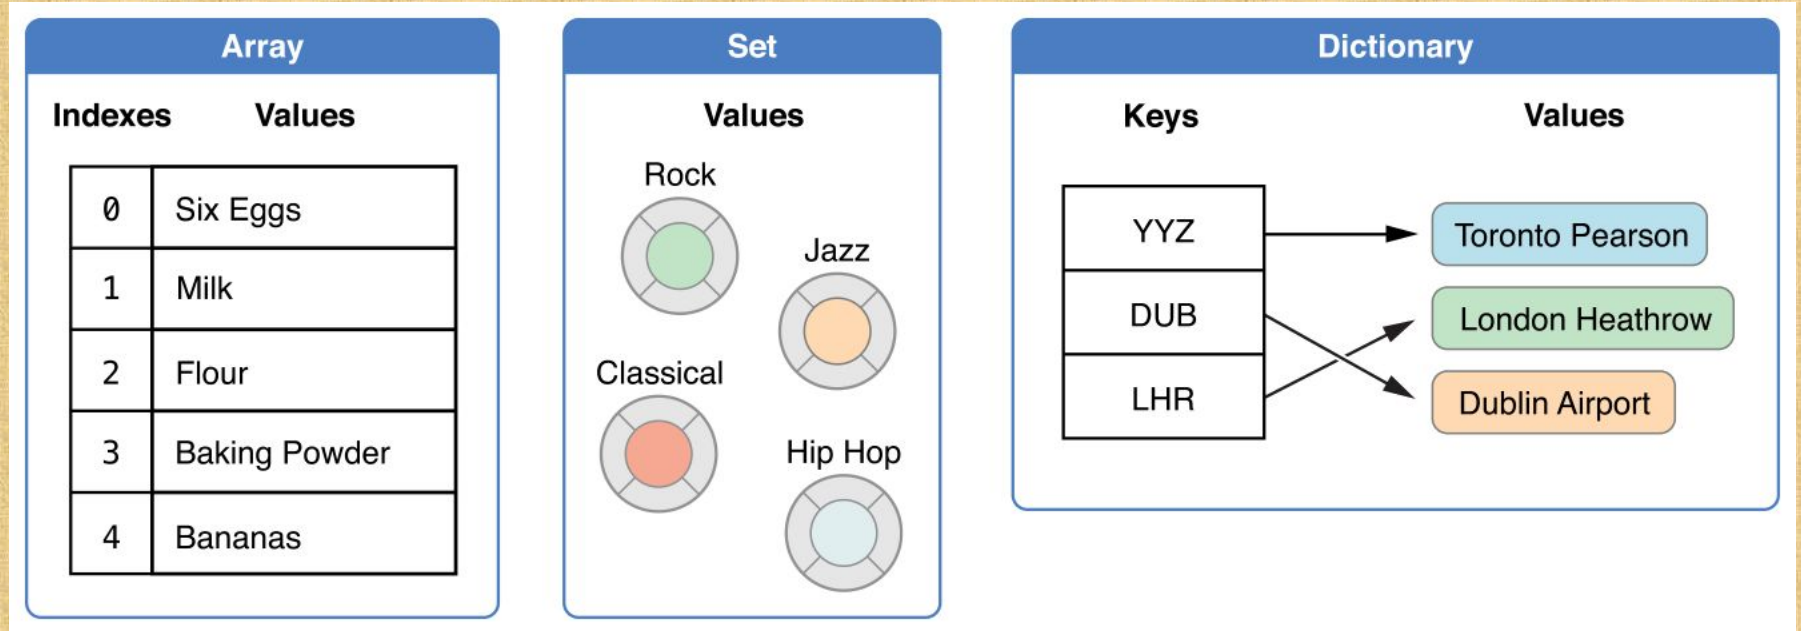 Array
Indexes Values
0 Six Eggs
1 Milk
2 Flour
3 Baking Powder
4 Bananas
Set
Values
Rock
Jazz
Classical
Hip Hop
Dictionary
Keys Values
YYZ Toronto Pearson
DUB London Heathrow
LHR Dublin Airport